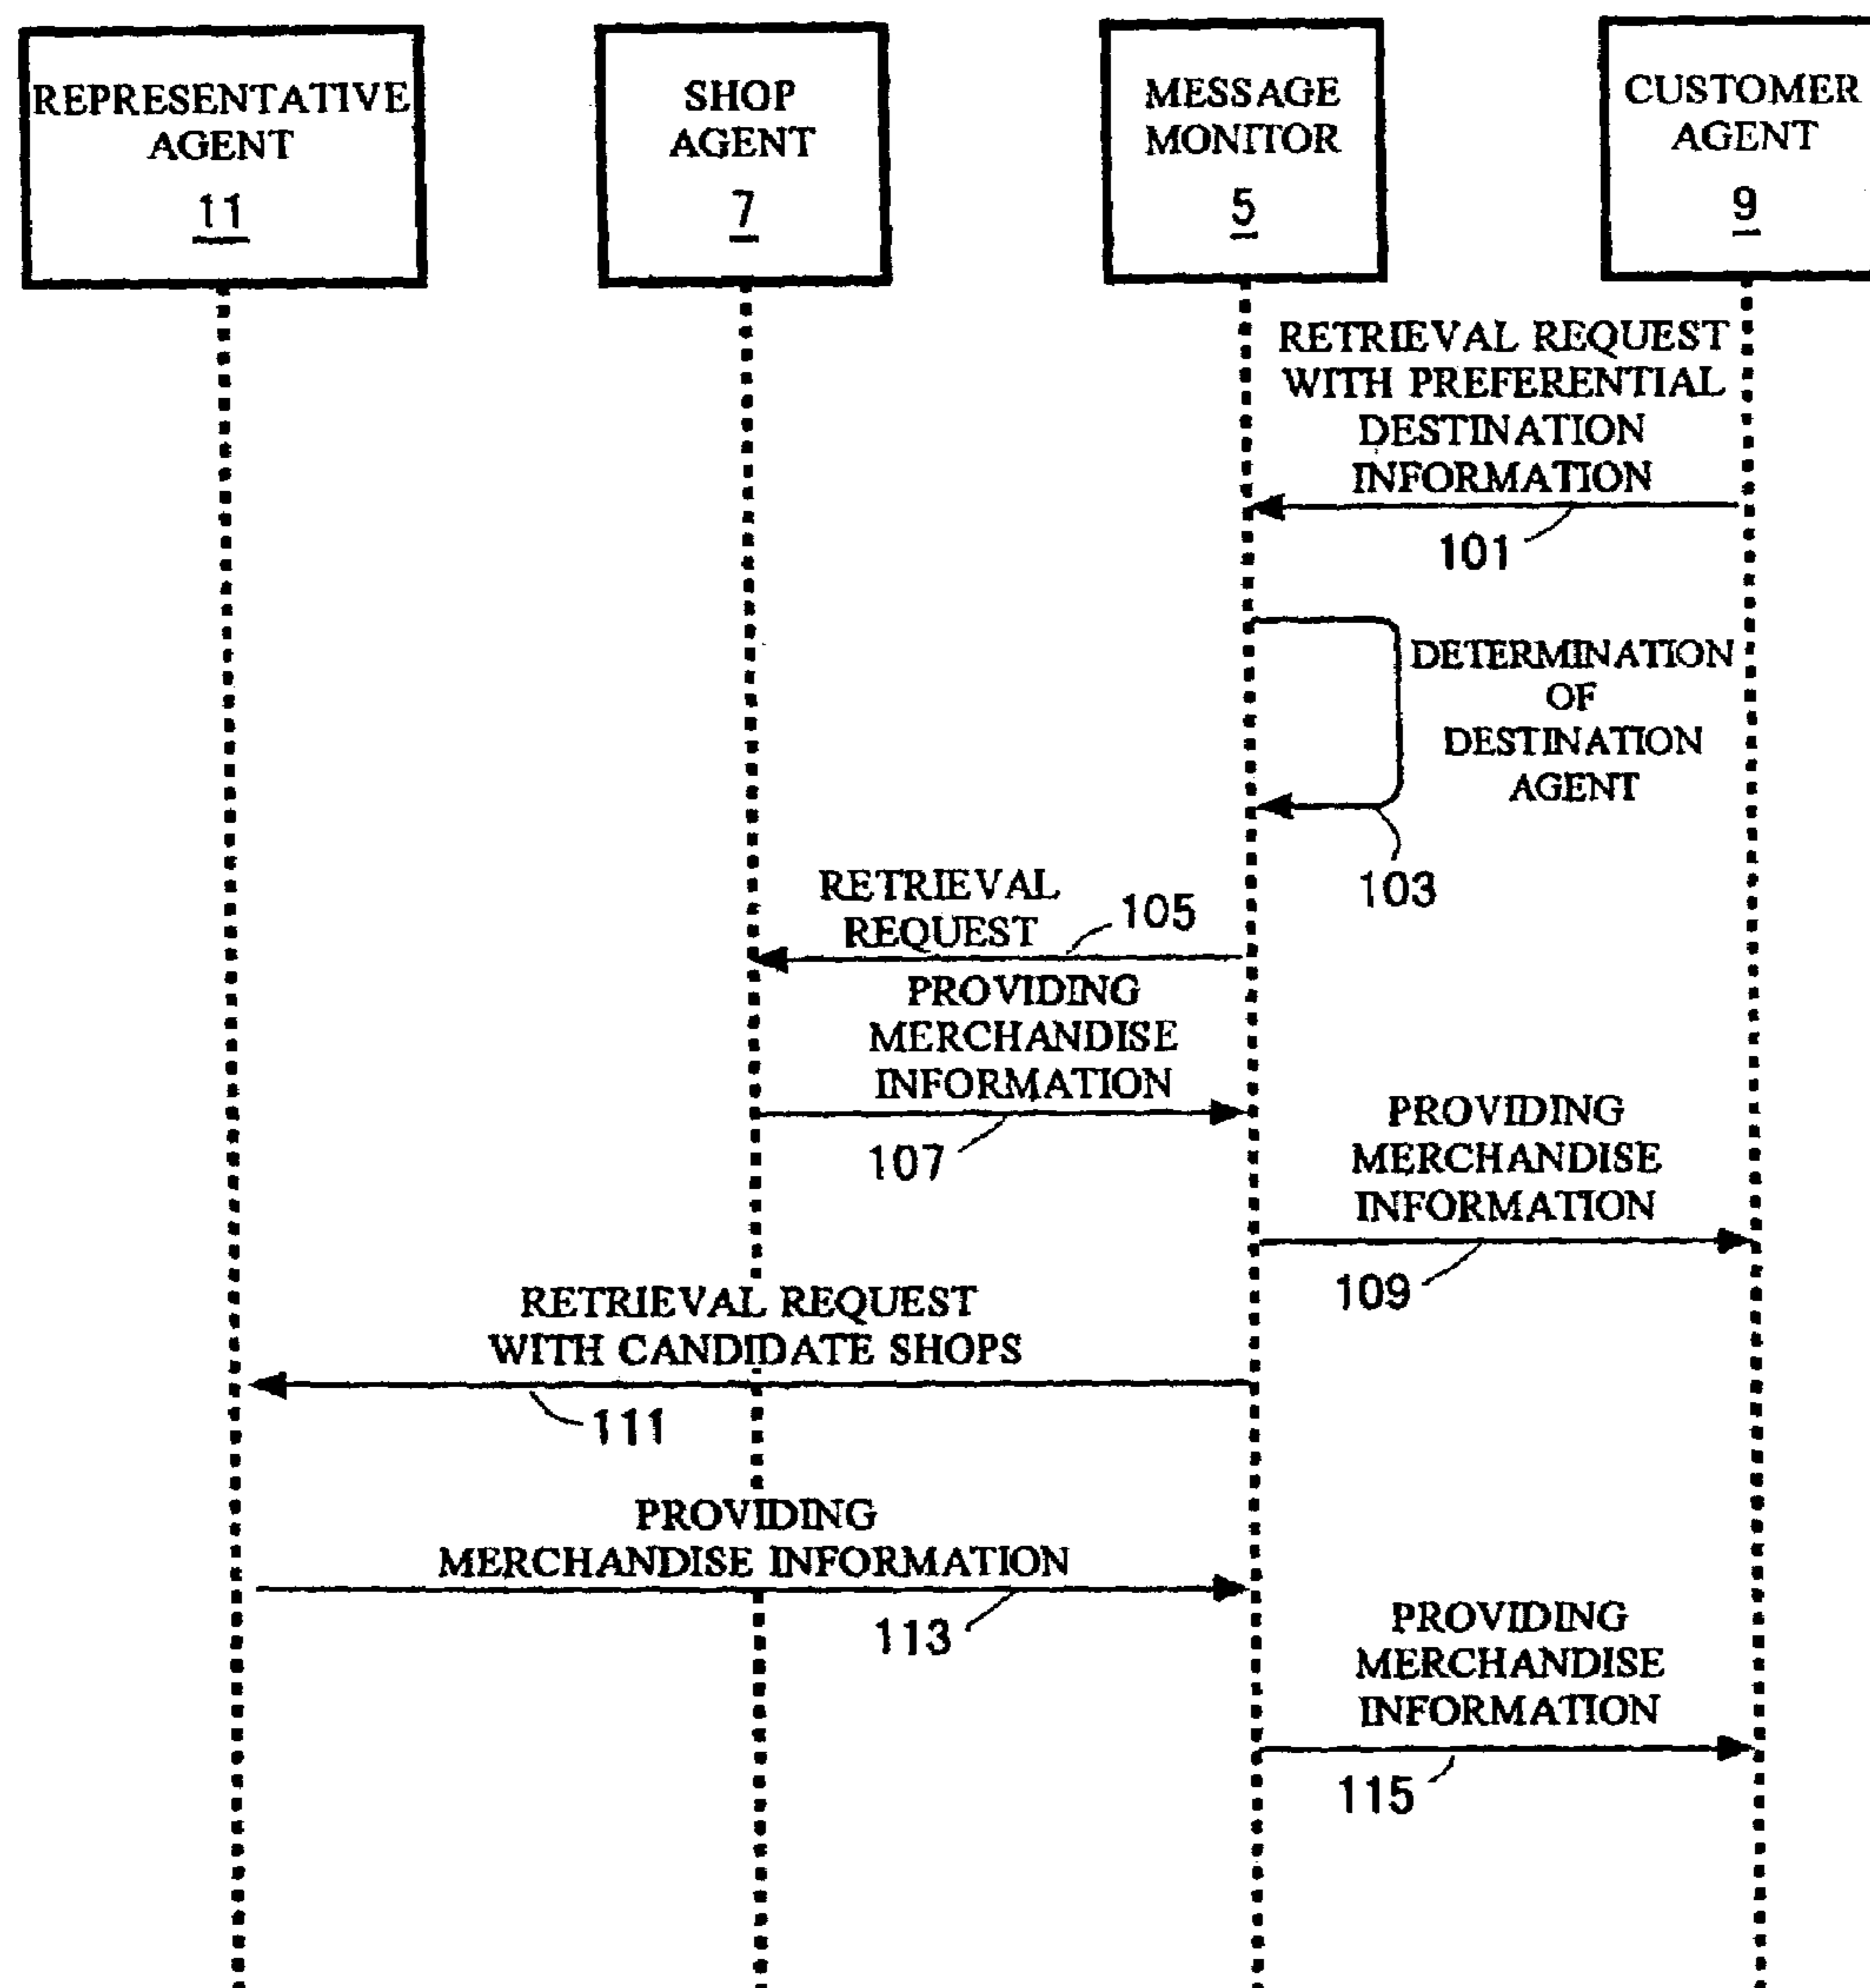 REPRESENTATIVE
AGENT
11
SHOP
AGENT
7
MESSAGE
MONITOR
5
CUSTOMER
AGENT
9
RETRIEVAL REQUEST
WITH PREFERENTIAL
DESTINATION
INFORMATION
101
DETERMINATION
OF
DESTINATION
AGENT
103
RETRIEVAL
REQUEST
105
PROVIDING
MERCHANDISE
INFORMATION
107
PROVIDING
MERCHANDISE
INFORMATION
109
RETRIEVAL REQUEST
WITH CANDIDATE SHOPS
111
PROVIDING
MERCHANDISE INFORMATION
113
PROVIDING
MERCHANDISE
INFORMATION
115